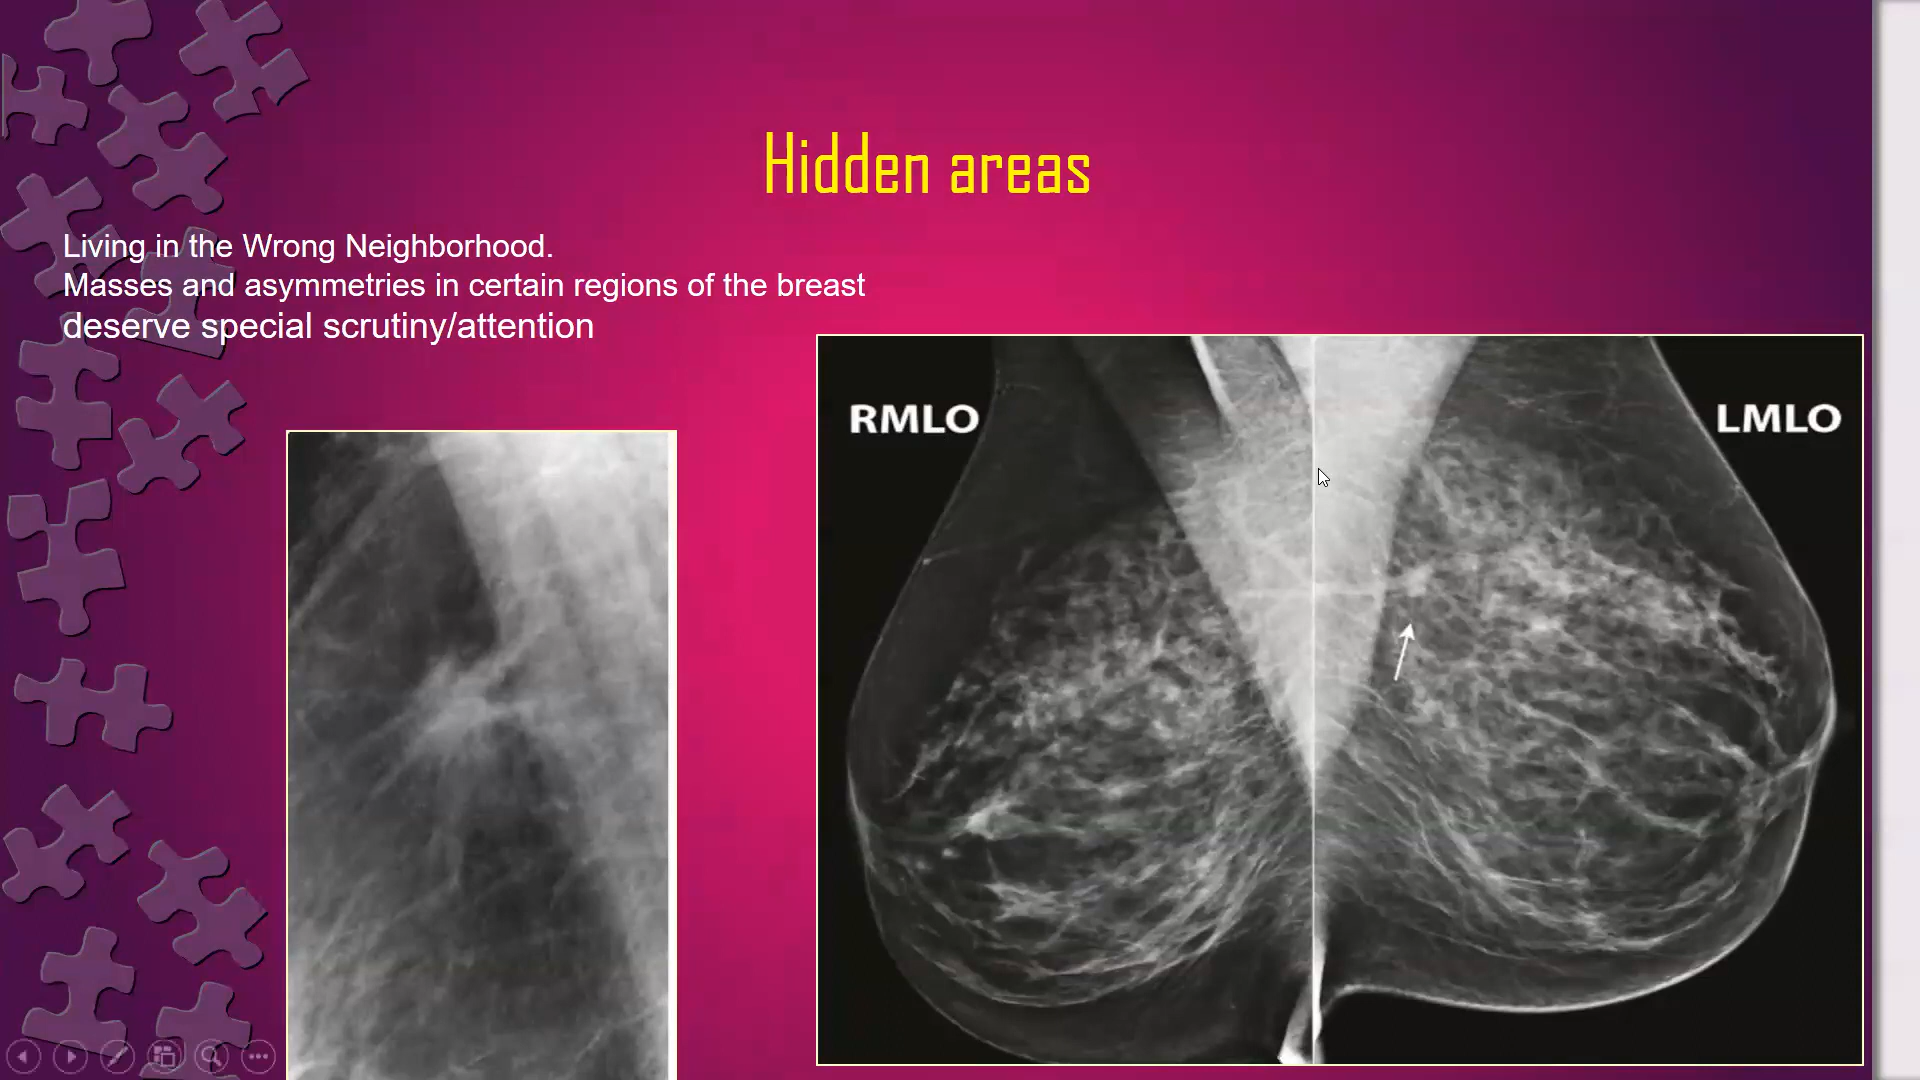 Hidden areas
Living in the Wrong Neighborhood.
Masses and asymmetries in certain regions of the breast
deserve special scrutiny/attention
RMLO
LMLO